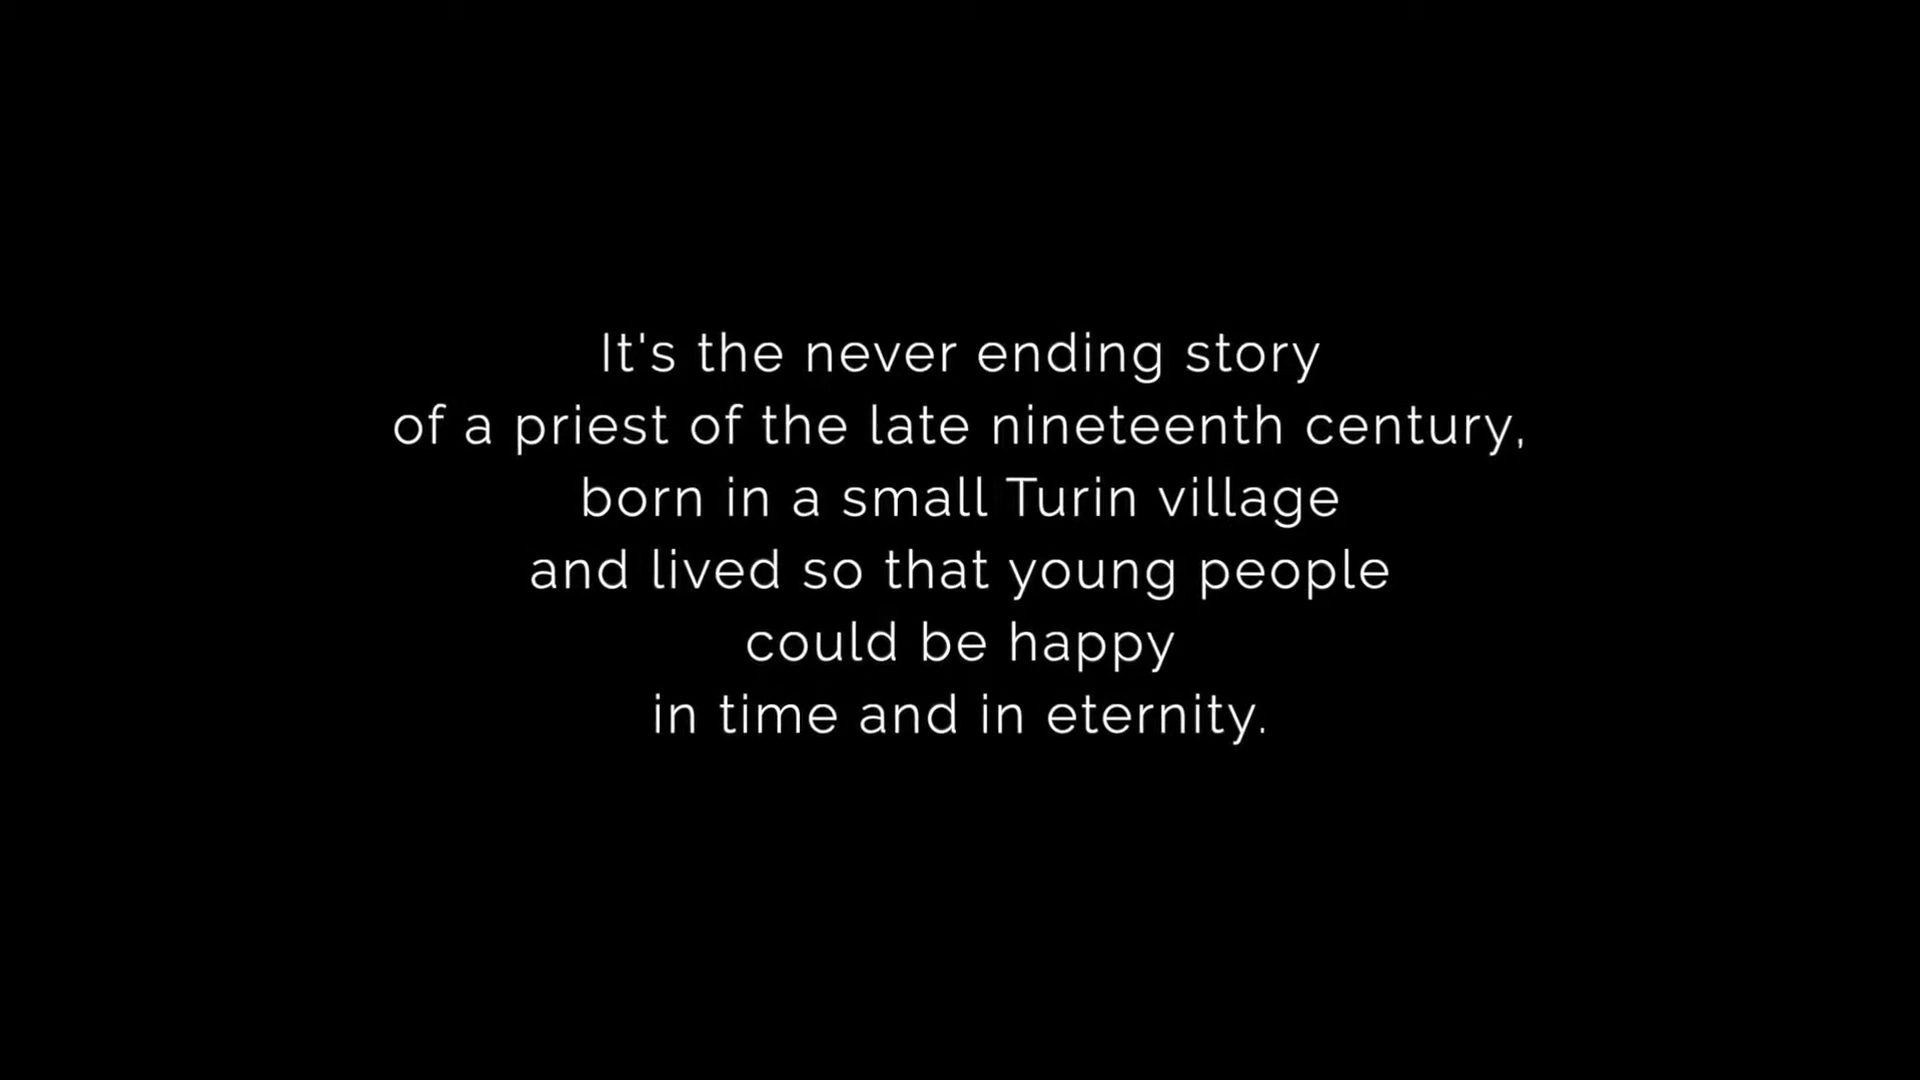 It's the never ending story
of a priest of the late nineteenth century,
born in a small Turin village
and lived so that young people
could be happy
in time and in eternity.